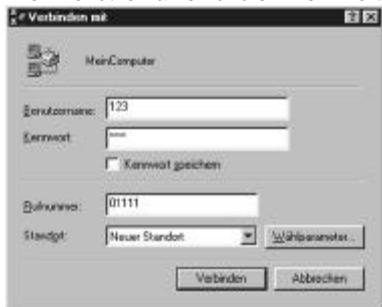 Verbinden mit
MeinComputer
Benutzername: 123
Kennwort: ****
Kennwort speichern
Rufnummer: 01111
Standort: Neuer Standort Wählparameter...
Verbinden Abbrechen